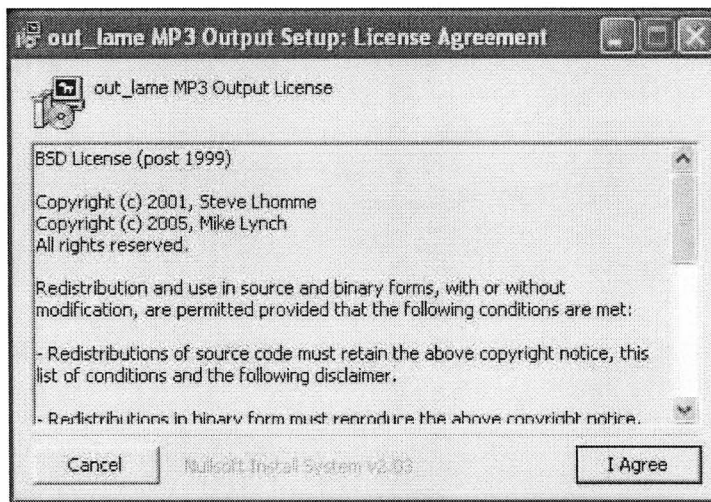 out_lame MP3 Output Setup: License Agreement
out_lame MP3 Output License
BSD License (post 1999)
Copyright (c) 2001, Steve Lhomme
Copyright (c) 2005, Mike Lynch
All rights reserved.
Redistribution and use in source and binary forms, with or without
modification, are permitted provided that the following conditions are met:
- Redistributions of source code must retain the above copyright notice, this
list of conditions and the following disclaimer.
- Redistributions in binary form must reproduce the above copyright notice,
Cancel
Nullsoft Install System v2.03
I Agree